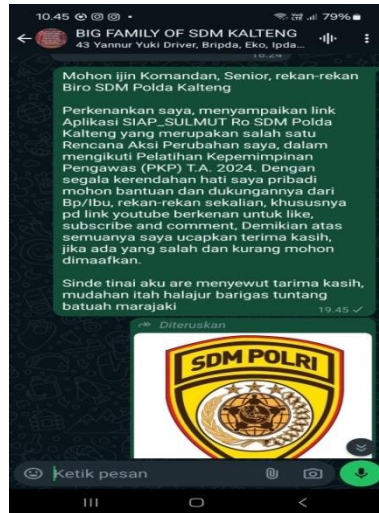 10.45
79%
BIG FAMILY OF SDM KALTENG
43 Yannur Yuki Driver, Bripda, Eko, Ipda...
Mohon ijin Komandan, Senior, rekan-rekan
Biro SDM Polda Kalteng
Perkenankan saya, menyampaikan link
Aplikasi SIAP_SULMUT Ro SDM Polda
Kalteng yang merupakan salah satu
Rencana Aksi Perubahan saya, dalam
mengikuti Pelatihan Kepemimpinan
Pengawas (PKP) T.A. 2024. Dengan
segala kerendahan hati saya pribadi
mohon bantuan dan dukungannya dari
Bp/Ibu, rekan-rekan sekalian, khususnya
pd link youtube berkenan untuk like,
subscribe and comment, Demikian atas
semuanya saya ucapkan terima kasih,
jika ada yang salah dan kurang mohon
dimaafkan.
Sinde tinai aku are menyewut tarima kasih,
mudahan itah halajur barigas tuntang
batuah marajaki
19.45
Diteruskan
SDM POLRI
Ketik pesan